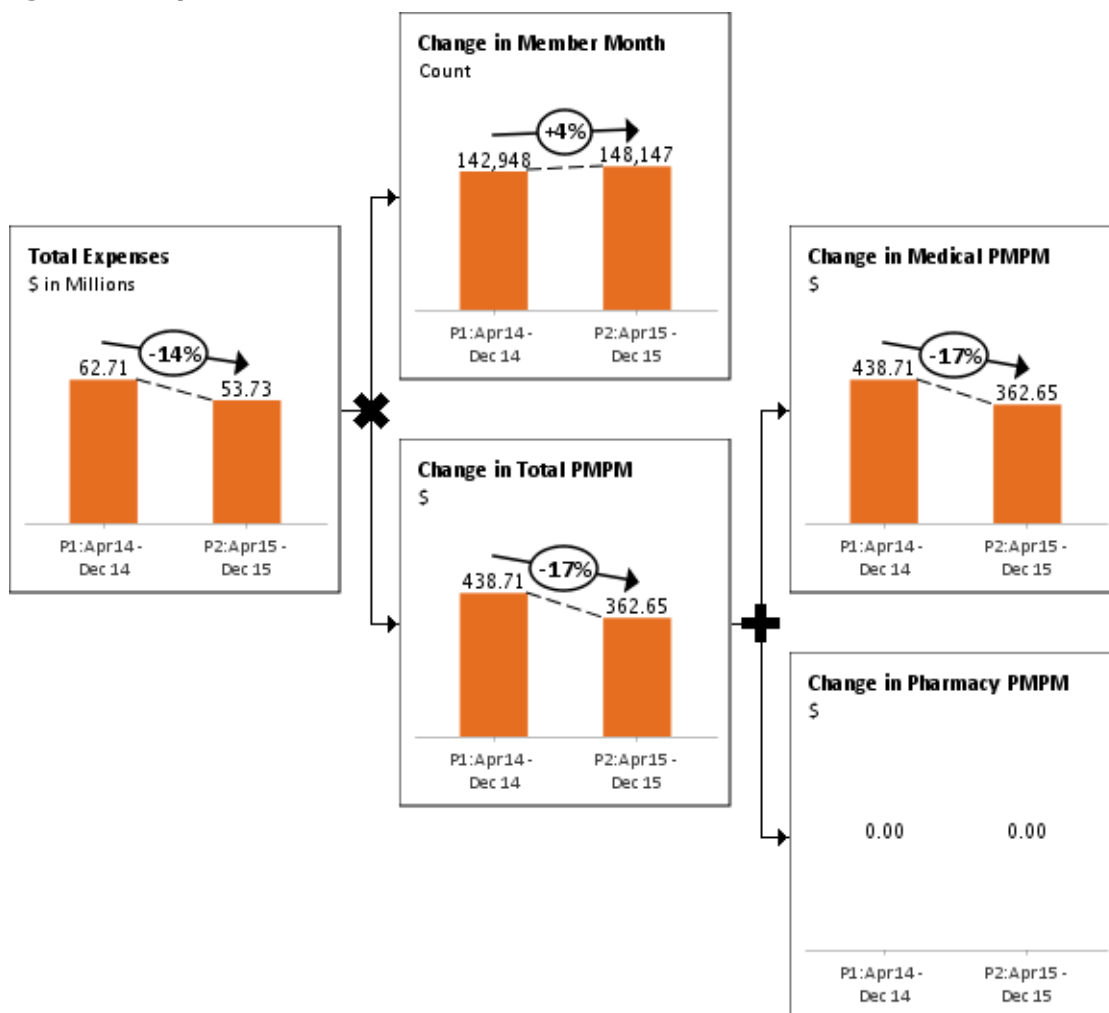 Change in Member Month
Count
+4%
142,948
148,147
P1:Apr14 -
Dec 14
P2:Apr15 -
Dec 15
Total Expenses
$ in Millions
-14%
62.71
53.73
P1:Apr14 -
Dec 14
P2:Apr15 -
Dec 15
Change in Total PMPM
$
-17%
438.71
362.65
P1:Apr14 -
Dec 14
P2:Apr15 -
Dec 15
Change in Medical PMPM
$
-17%
438.71
362.65
P1:Apr14 -
Dec 14
P2:Apr15 -
Dec 15
Change in Pharmacy PMPM
$
0.00
0.00
P1:Apr14 -
Dec 14
P2:Apr15 -
Dec 15